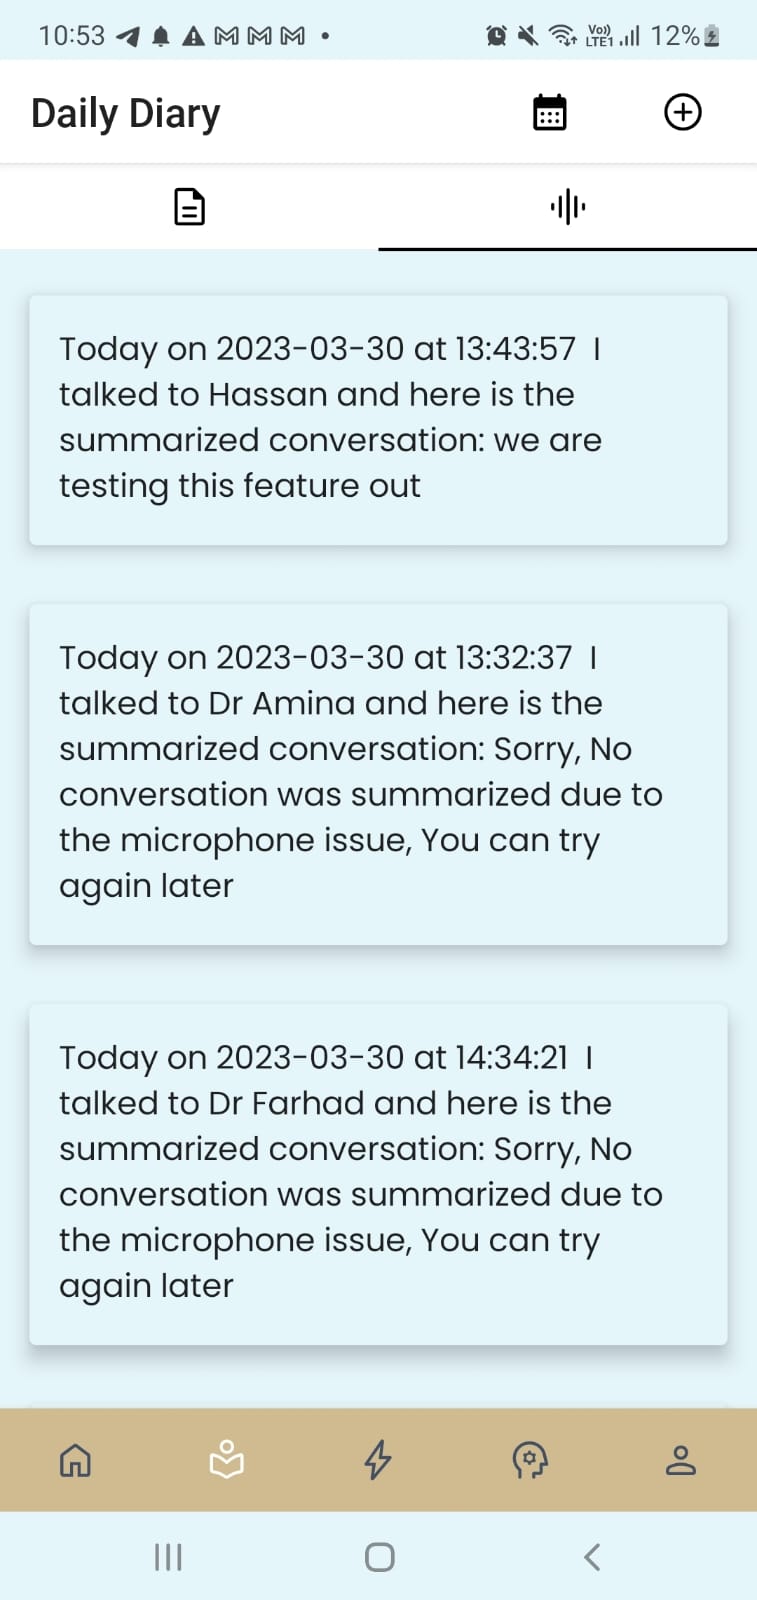 10:53
Vo))
LTE1
12%
Daily Diary
Today on 2023-03-30 at 13:43:57 I
talked to Hassan and here is the
summarized conversation: we are
testing this feature out
Today on 2023-03-30 at 13:32:37 I
talked to Dr Amina and here is the
summarized conversation: Sorry, No
conversation was summarized due to
the microphone issue, You can try
again later
Today on 2023-03-30 at 14:34:21 I
talked to Dr Farhad and here is the
summarized conversation: Sorry, No
conversation was summarized due to
the microphone issue, You can try
again later